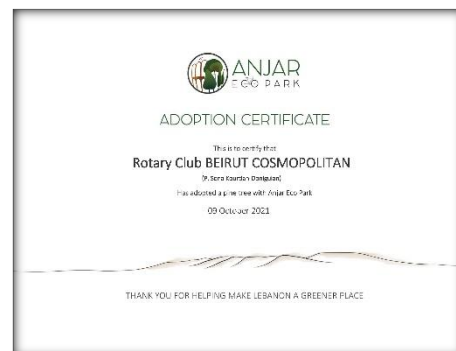 ANJAR
ECO PARK
ADOPTION CERTIFICATE
This is to certify that
Rotary Club BEIRUT COSMOPOLITAN
Has adopted a pine tree with Anjar Eco Park
09 October 2021
THANK YOU FOR HELPING MAKE LEBANON A GREENER PLACE